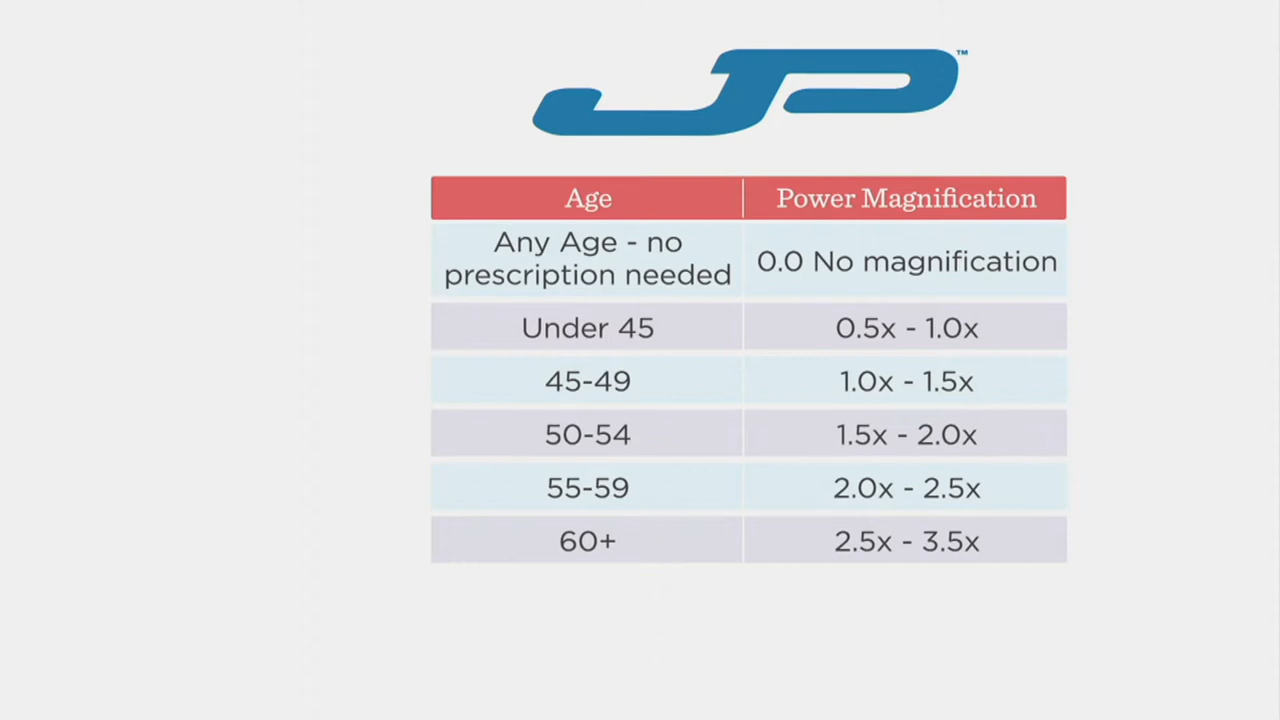 JP™
Age Power Magnification
Any Age - no
prescription needed 0.0 No magnification
Under 45 0.5x - 1.0x
45-49 1.0x - 1.5x
50-54 1.5x - 2.0x
55-59 2.0x - 2.5x
60+ 2.5x - 3.5x